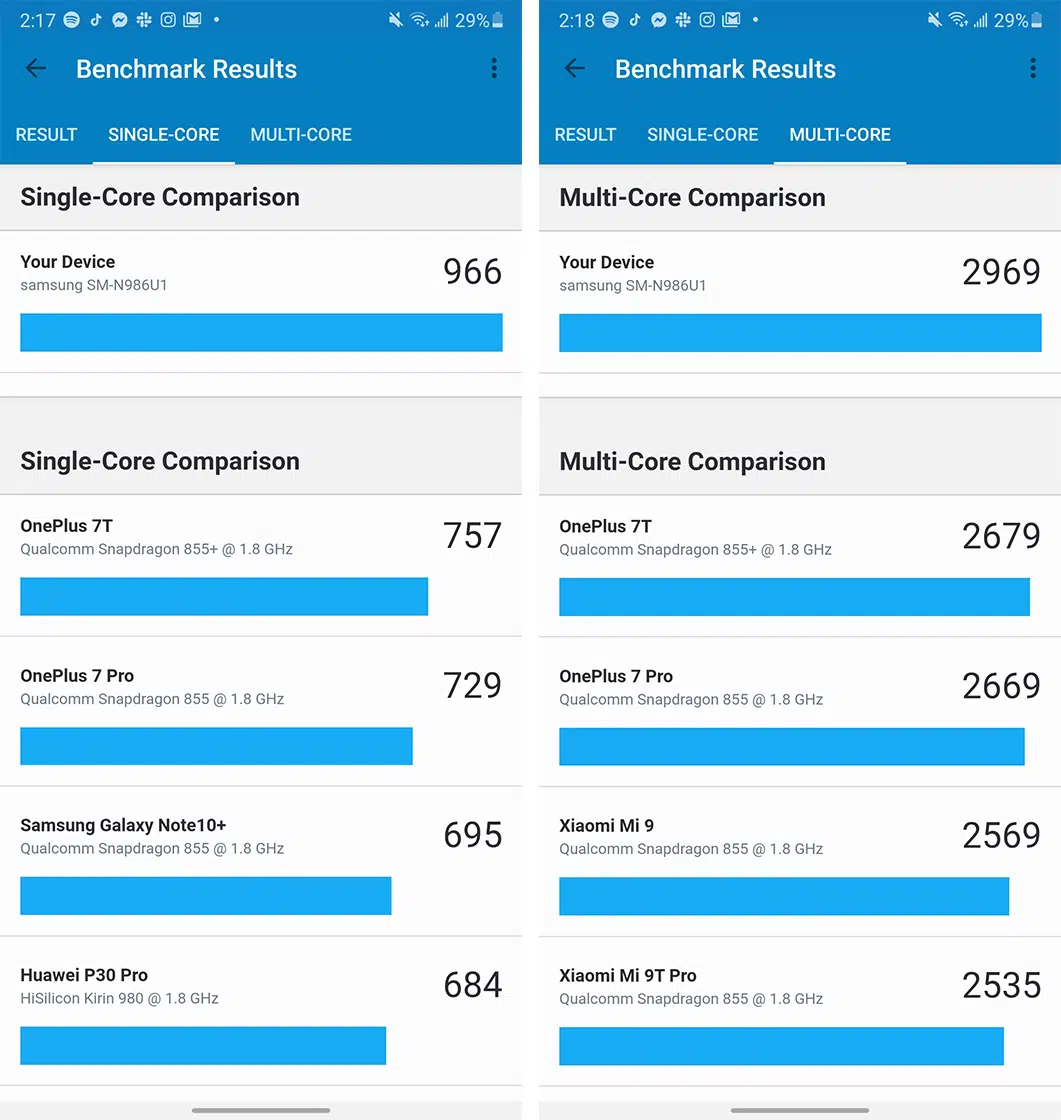 2:17
29%
Benchmark Results
RESULT SINGLE-CORE MULTI-CORE
Single-Core Comparison
Your Device
samsung SM-N986U1
966
Single-Core Comparison
OnePlus 7T
Qualcomm Snapdragon 855+ @ 1.8 GHz
757
OnePlus 7 Pro
Qualcomm Snapdragon 855 @ 1.8 GHz
729
Samsung Galaxy Note10+
Qualcomm Snapdragon 855 @ 1.8 GHz
695
Huawei P30 Pro
HiSilicon Kirin 980 @ 1.8 GHz
684
2:18
29%
Benchmark Results
RESULT SINGLE-CORE MULTI-CORE
Multi-Core Comparison
Your Device
samsung SM-N986U1
2969
Multi-Core Comparison
OnePlus 7T
Qualcomm Snapdragon 855+ @ 1.8 GHz
2679
OnePlus 7 Pro
Qualcomm Snapdragon 855 @ 1.8 GHz
2669
Xiaomi Mi 9
Qualcomm Snapdragon 855 @ 1.8 GHz
2569
Xiaomi Mi 9T Pro
Qualcomm Snapdragon 855 @ 1.8 GHz
2535